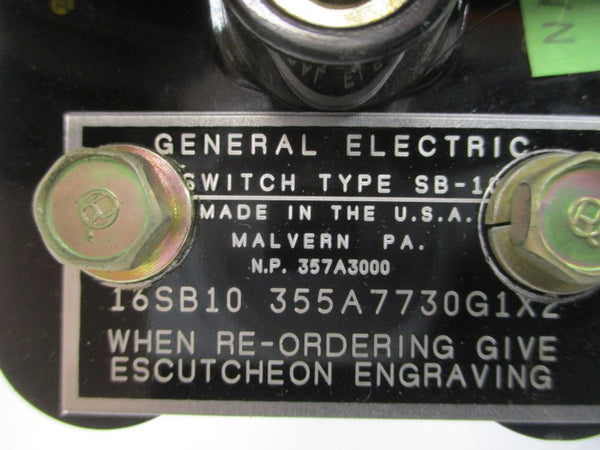 GENERAL ELECTRIC
SWITCH TYPE SB-10
MADE IN THE U.S.A.
MALVERN PA.
N.P. 357A3000
16SB10 355A7730G1X2
WHEN RE-ORDERING GIVE
ESCUTCHEON ENGRAVING